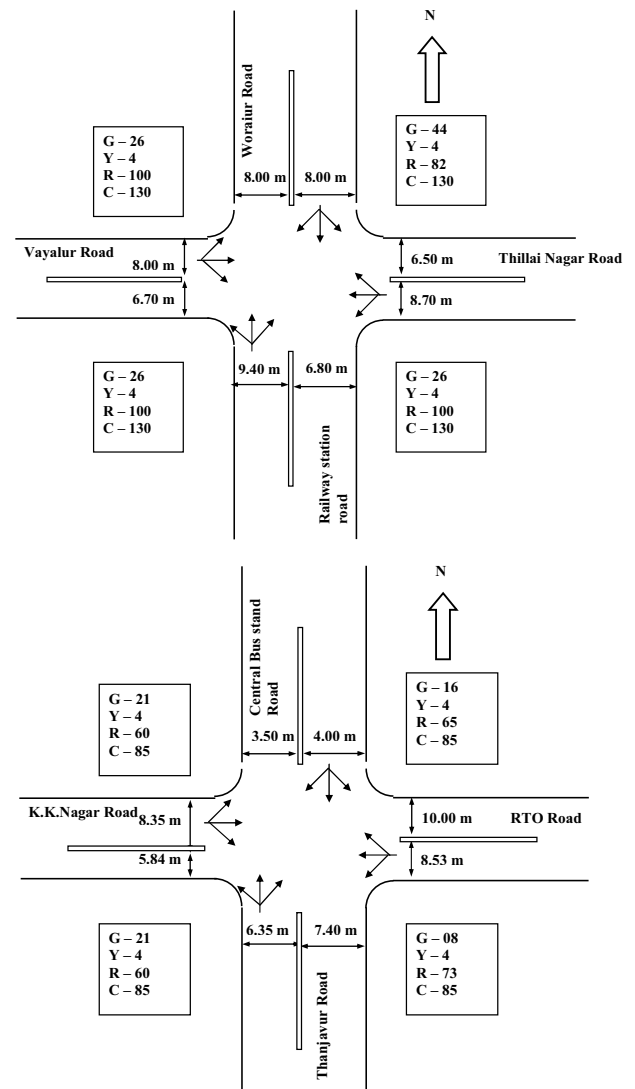 N
Woraiur Road
G – 26
Y – 4
R – 100
C – 130
G – 44
Y – 4
R – 82
C – 130
8.00 m
8.00 m
Vayalur Road
8.00 m
6.70 m
6.50 m
Thillai Nagar Road
8.70 m
9.40 m
6.80 m
G – 26
Y – 4
R – 100
C – 130
G – 26
Y – 4
R – 100
C – 130
Railway station
road
N
Central Bus stand
Road
G – 21
Y – 4
R – 60
C – 85
G – 16
Y – 4
R – 65
C – 85
3.50 m
4.00 m
K.K.Nagar Road
8.35 m
5.84 m
10.00 m
RTO Road
8.53 m
6.35 m
7.40 m
G – 21
Y – 4
R – 60
C – 85
G – 08
Y – 4
R – 73
C – 85
Thanjavur Road